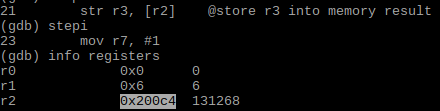 21 str r3, [r2] @store r3 into memory result
(gdb) stepi
23 mov r7, #1
(gdb) info registers
r0 0x0 0
r1 0x6 6
r2 0x200c4 131268